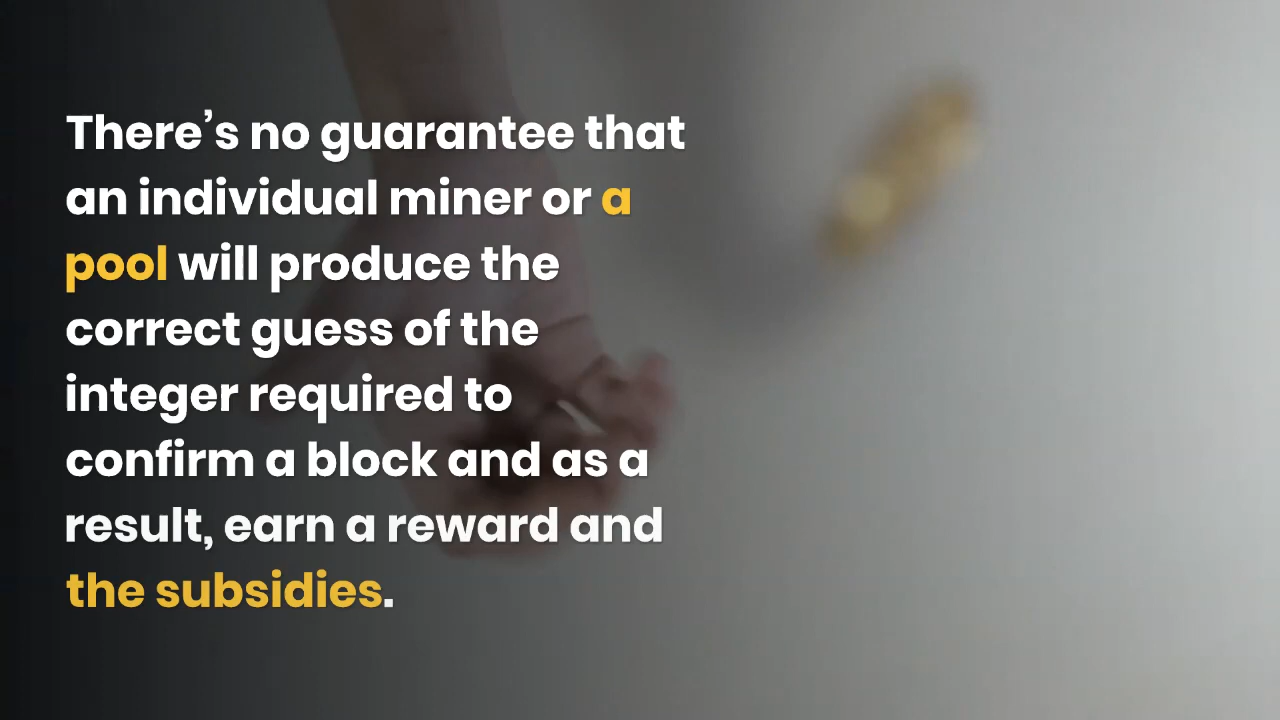 There’s no guarantee that
an individual miner or a
pool will produce the
correct guess of the
integer required to
confirm a block and as a
result, earn a reward and
the subsidies.